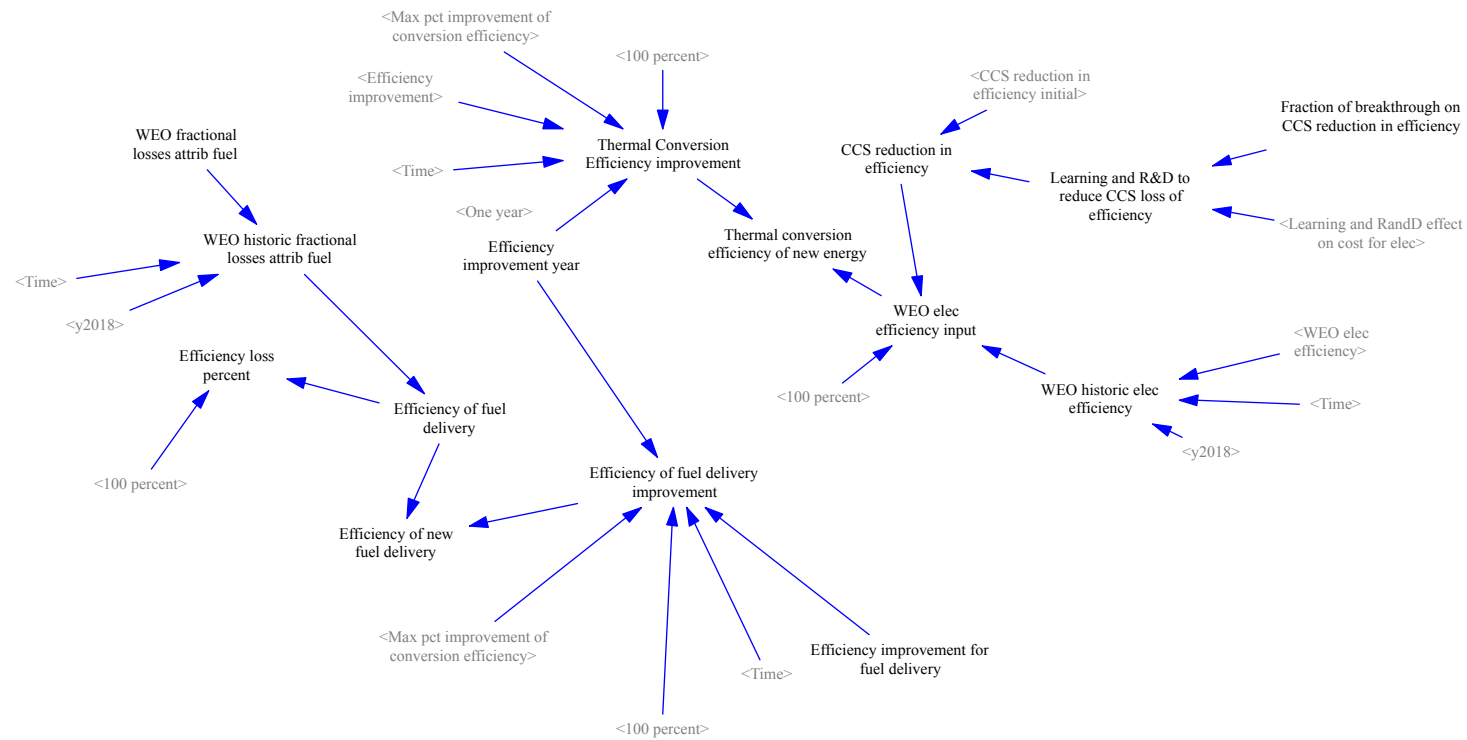 <Max pct improvement of
conversion efficiency>
<100 percent>
<Efficiency
improvement>
<CCS reduction in
efficiency initial>
Fraction of breakthrough on
CCS reduction in efficiency
WEO fractional
losses attrib fuel
Thermal Conversion
Efficiency improvement
CCS reduction in
efficiency
<Time>
Learning and R&D to
reduce CCS loss of
efficiency
<One year>
<Learning and RandD effect
on cost for elec>
WEO historic fractional
losses attrib fuel
Efficiency
improvement year
Thermal conversion
efficiency of new energy
<Time>
<y2018>
WEO elec
efficiency input
<WEO elec
efficiency>
Efficiency loss
percent
<100 percent>
WEO historic elec
efficiency
<Time>
Efficiency of fuel
delivery
<y2018>
<100 percent>
Efficiency of fuel delivery
improvement
Efficiency of new
fuel delivery
<Max pct improvement of
conversion efficiency>
Efficiency improvement for
fuel delivery
<Time>
<100 percent>